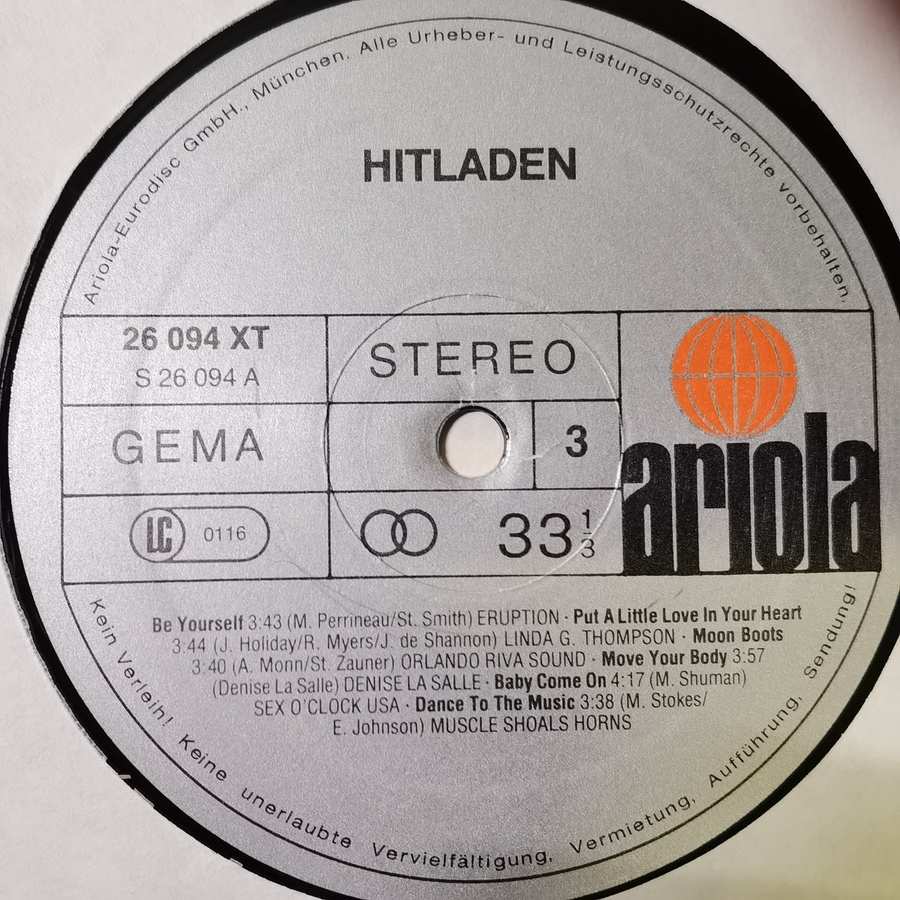 Ariola-Eurodisc GmbH., München. Alle Urheber- und Leistungsschutzrechte vorbehalten.
HITLADEN
26 094 XT
S 26 094 A
STEREO
GEMA
3
LC 0116
33 1/3
ariola
Be Yourself 3:43 (M. Perrineau/St. Smith) ERUPTION · Put A Little Love In Your Heart
3:44 (J. Holiday/R. Myers/J. de Shannon) LINDA G. THOMPSON · Moon Boots
3:40 (A. Monn/St. Zauner) ORLANDO RIVA SOUND · Move Your Body 3:57
(Denise La Salle) DENISE LA SALLE · Baby Come On 4:17 (M. Shuman)
SEX O'CLOCK USA · Dance To The Music 3:38 (M. Stokes/
E. Johnson) MUSCLE SHOALS HORNS
Kein Verleih! Keine unerlaubte Vervielfältigung, Vermietung, Aufführung, Sendung!